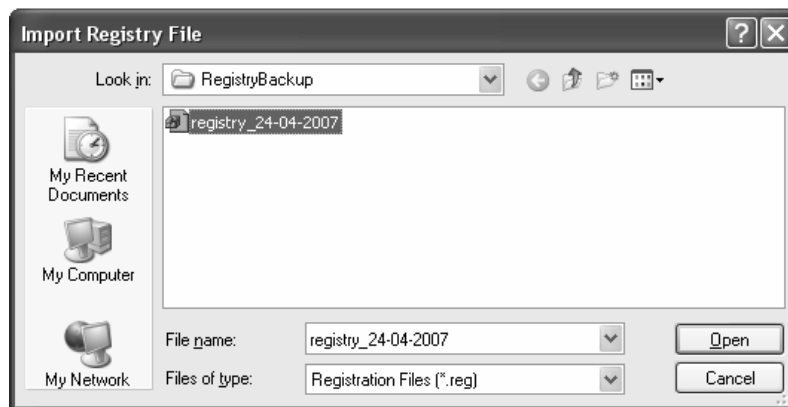 Import Registry File
Look in: RegistryBackup
registry_24-04-2007
My Recent
Documents
My Computer
My Network
File name: registry_24-04-2007 Open
Files of type: Registration Files (*.reg) Cancel